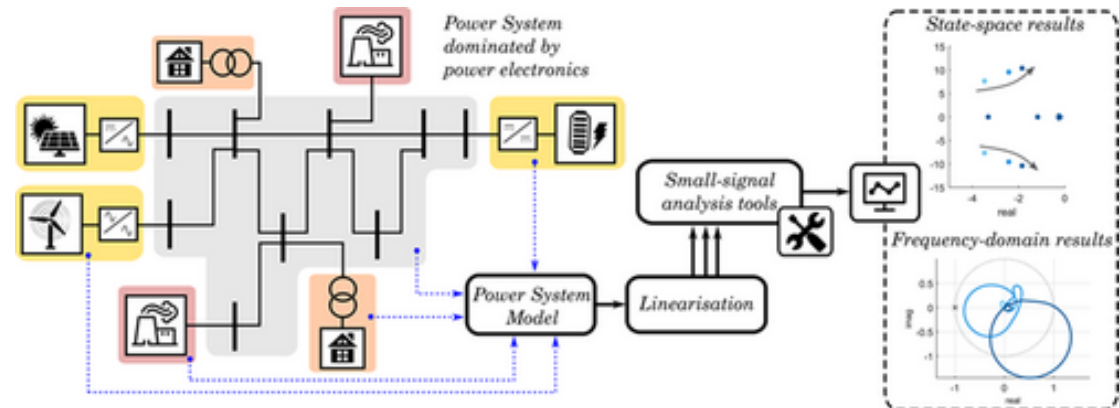 Power System
dominated by
power electronics
State-space results
15
10
5
0
-5
-10
-15
-4
-2
0
real
Small-signal
analysis tools
Frequency-domain results
Power System
Model
Linearisation
imag
0.5
0
-0.5
-1
-1
0
1
real